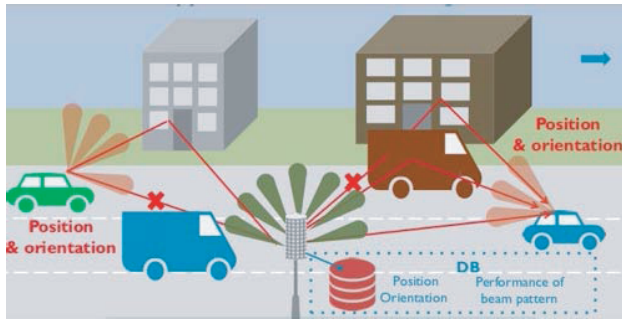 Position
& orientation
Position
& orientation
DB
Position
Orientation
Performance of
beam pattern